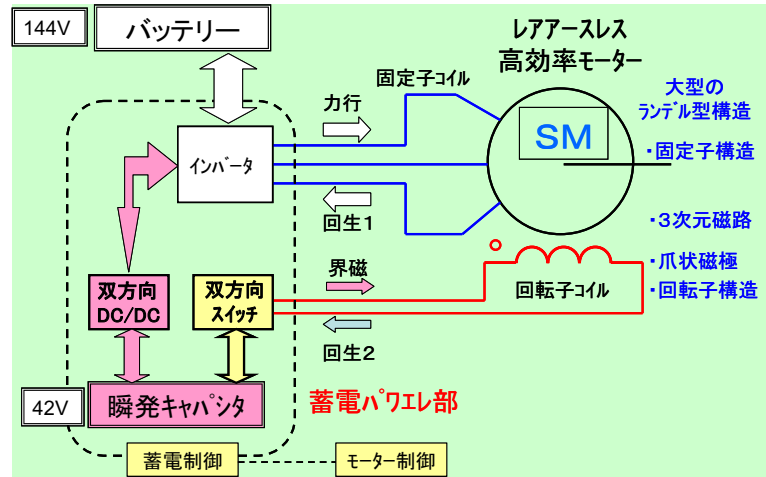 144V
バッテリー
レアアースレス
高効率モーター
固定子コイル
大型の
ランデル型構造
力行
SM
インバータ
・固定子構造
回生1
・3次元磁路
界磁
・爪状磁極
双方向
DC/DC
双方向
スイッチ
回転子コイル
・回転子構造
回生2
42V
瞬発キャパシタ
蓄電パワエレ部
蓄電制御
モーター制御